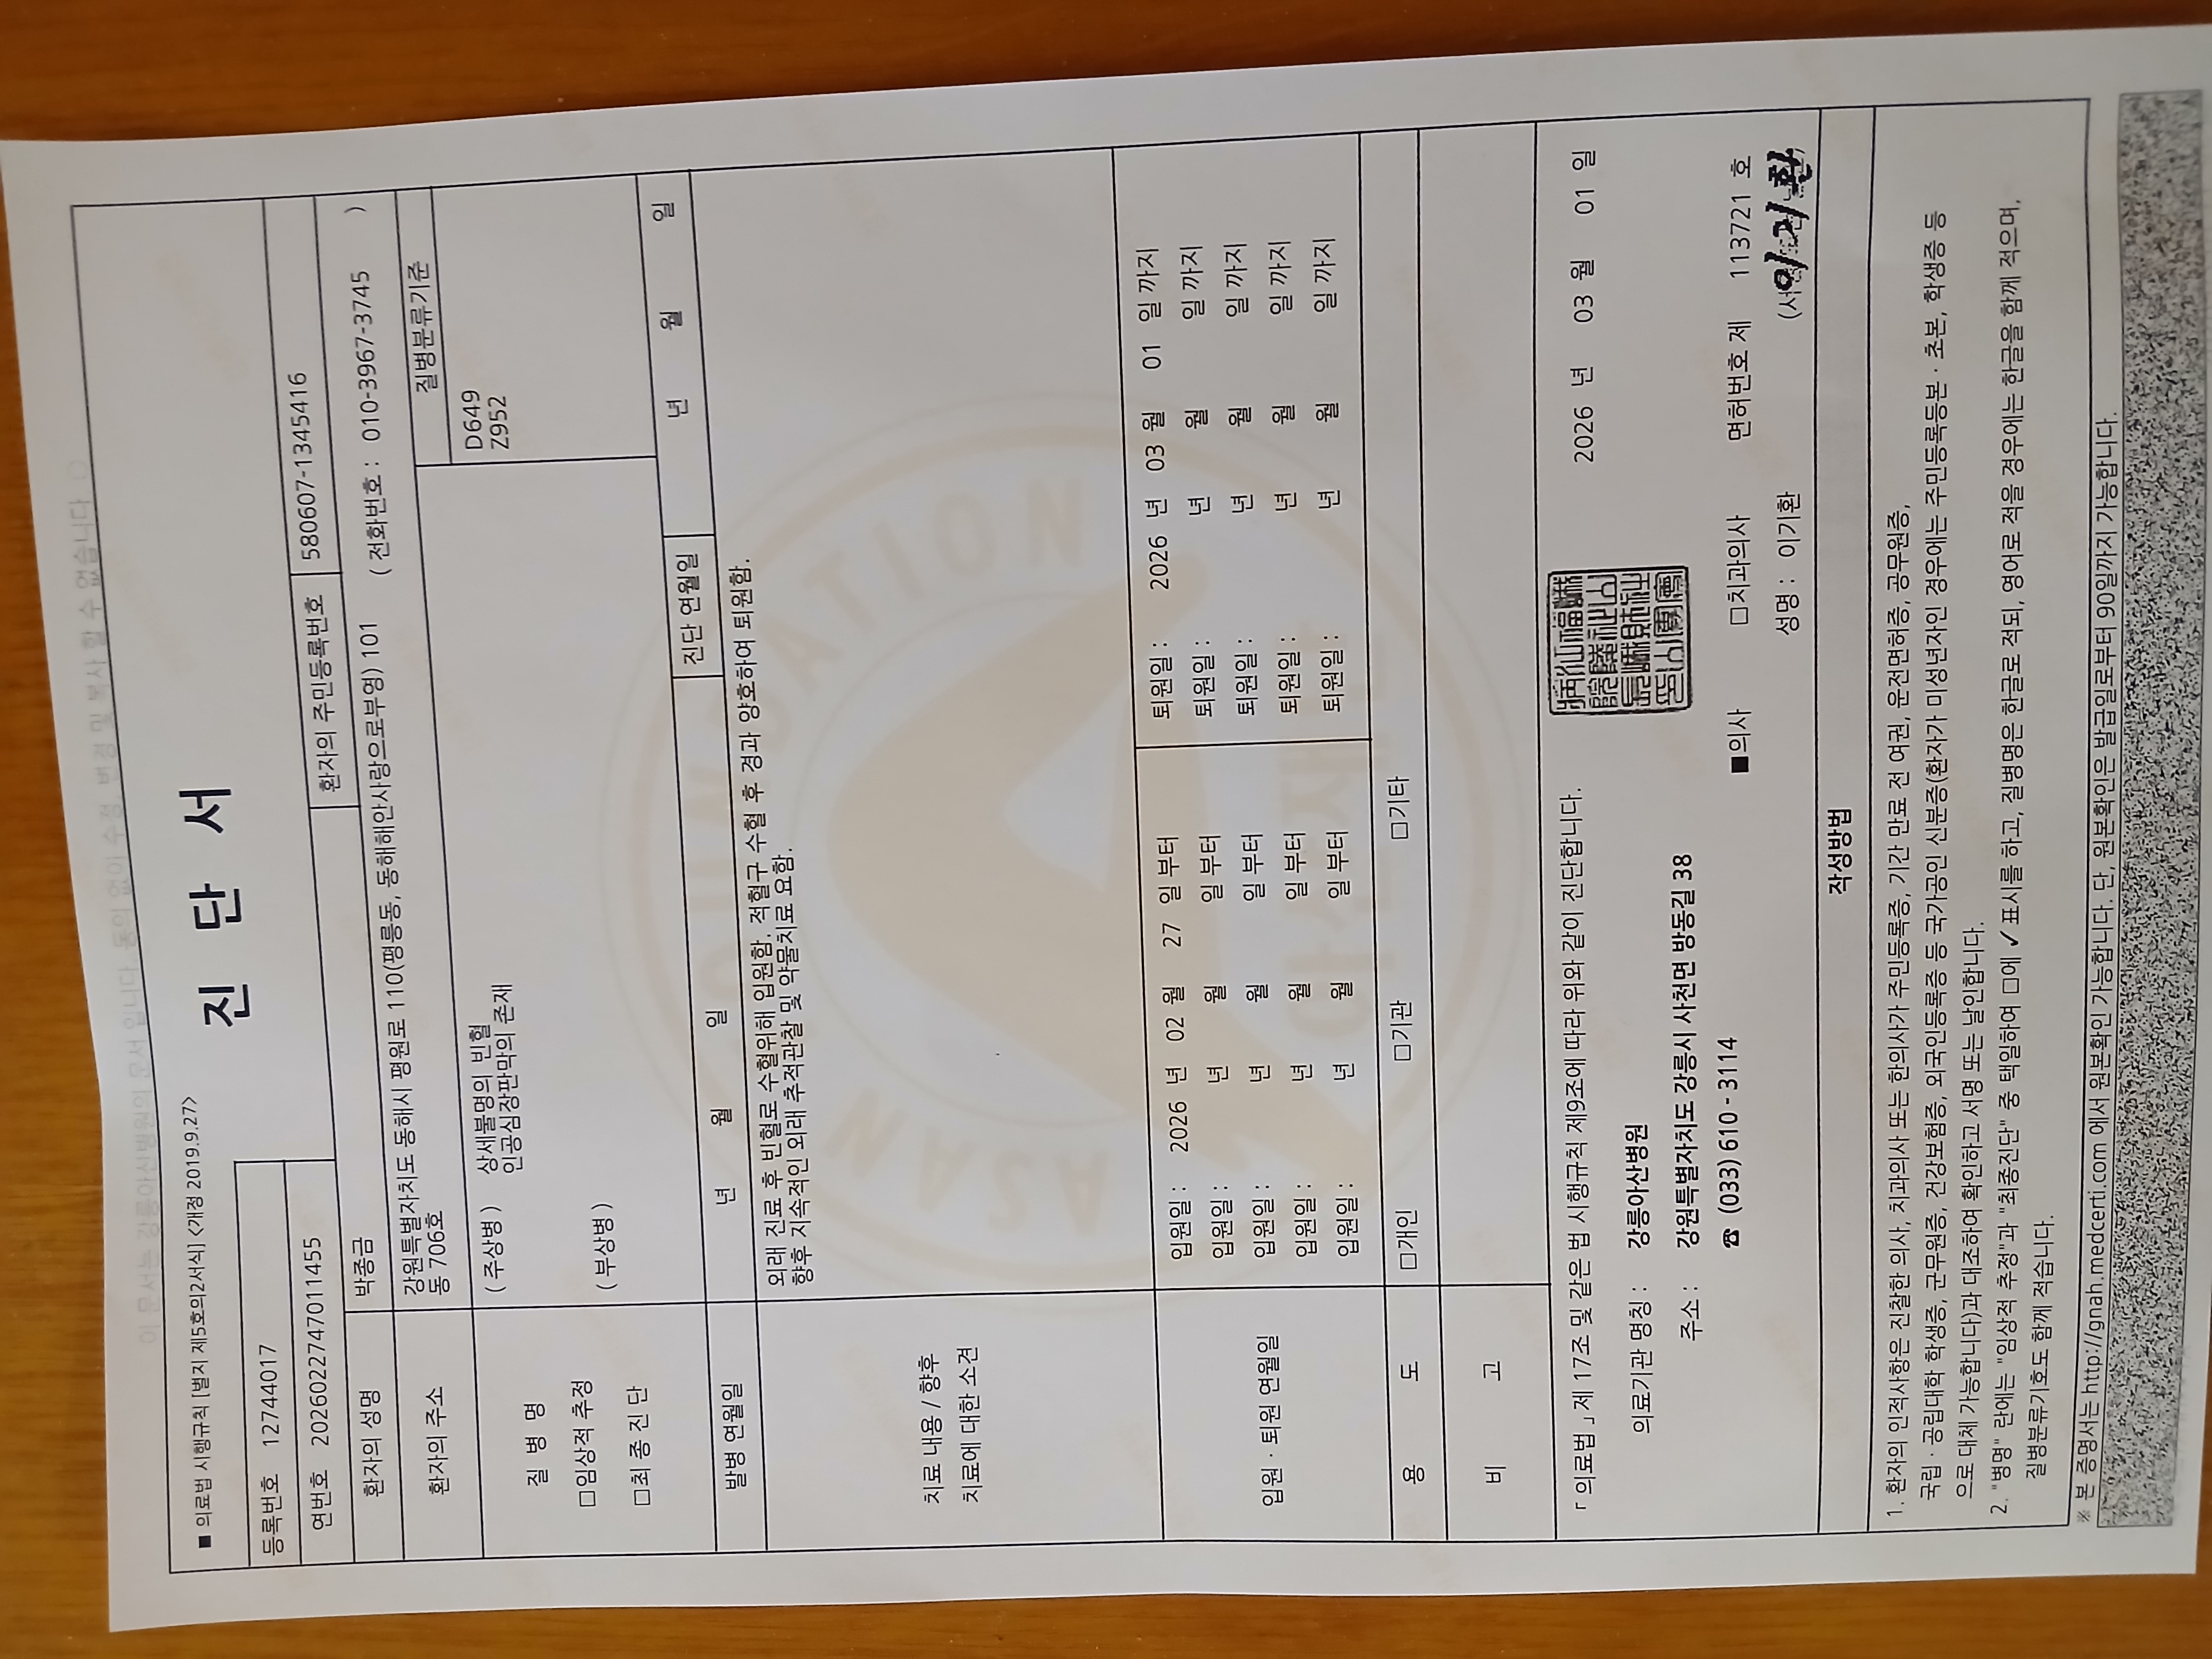 이 문서는 강릉아산병원의 문서 입니다. 동의 없이 수정, 변경 및 복사 할 수 없습니다
■ 의료법 시행규칙 [별지 제5호의2서식] <개정 2019.9.27>
진 단 서
등록번호 12744017
연번호 2026022747011455
환자의 주민등록번호 580607-1345416
환자의 성명 박종금
환자의 주소 강원특별자치도 동해시 평원로 110(평릉동, 동해해안사랑으로부영) 101 ( 전화번호 : 010-3967-3745 )
동 706호
질병분류기준
질 병 명
□임상적 추정
□최 종 진 단
( 주상병 ) 상세불명의 빈혈 D649
인공심장판막의 존재 Z952
( 부상병 )
발병 연월일 년 월 일 진단 연월일 년 월 일
치료 내용 / 향후
치료에 대한 소견
외래 진료 후 빈혈로 수혈위해 입원함. 적혈구 수혈 후 경과 양호하여 퇴원함.
향후 지속적인 외래 추적관찰 및 약물치료 요함.
입원 · 퇴원 연월일
입원일 : 2026 년 02 월 27 일 부터 퇴원일 : 2026 년 03 월 01 일 까지
입원일 : 년 월 일 부터 퇴원일 : 년 월 일 까지
입원일 : 년 월 일 부터 퇴원일 : 년 월 일 까지
입원일 : 년 월 일 부터 퇴원일 : 년 월 일 까지
입원일 : 년 월 일 부터 퇴원일 : 년 월 일 까지
용 도 □개인 □기관 □기타
비 고
「 의료법 」제 17조 및 같은 법 시행규칙 제9조에 따라 위와 같이 진단합니다.
2026 년 03 월 01 일
의료기관 명칭 : 강릉아산병원
주소 : 강원특별자치도 강릉시 사천면 방동길 38
☎ (033) 610 - 3114
■의사 □치과의사 면허번호 제 113721 호
성명 : 이기환 이기환
작성방법
1. 환자의 인적사항은 진찰한 의사, 치과의사 또는 한의사가 주민등록증, 기간 만료 전 여권, 운전면허증, 공무원증,
국립 · 공립대학 학생증, 군무원증, 건강보험증, 외국인등록증 등 국가공인 신분증(환자가 미성년자인 경우에는 주민등록등본 · 초본, 학생증 등
으로 대체 가능합니다)과 대조하여 확인하고 서명 또는 날인합니다.
2. "병명" 란에는 "임상적 추정"과 "최종진단" 중 택일하여 □에 ✓ 표시를 하고, 질병명은 한글로 적되, 영어로 적을 경우에는 한글을 함께 적으며,
질병분류기호도 함께 적습니다.
※ 본 증명서는 http://gnah.medcerti.com 에서 원본확인 가능합니다. 단, 원본확인은 발급일로부터 90일까지 가능합니다.
ASAN FOUNDATION